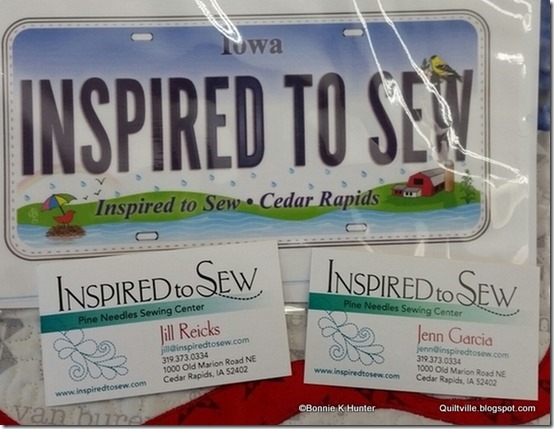 Iowa
INSPIRED TO SEW
Inspired to Sew • Cedar Rapids
INSPIRED to SEW
Pine Needles Sewing Center
Jill Reicks
jill@inspiredtosew.com
319.373.0334
1000 Old Marion Road NE
Cedar Rapids, IA 52402
www.inspiredtosew.com
INSPIRED to SEW
Pine Needles Sewing Center
Jenn Garcia
jenn@inspiredtosew.com
319.373.0334
1000 Old Marion Road NE
Cedar Rapids, IA 52402
www.inspiredtosew.com
van bure
©Bonnie K Hunter
Quiltville.blogspot.com